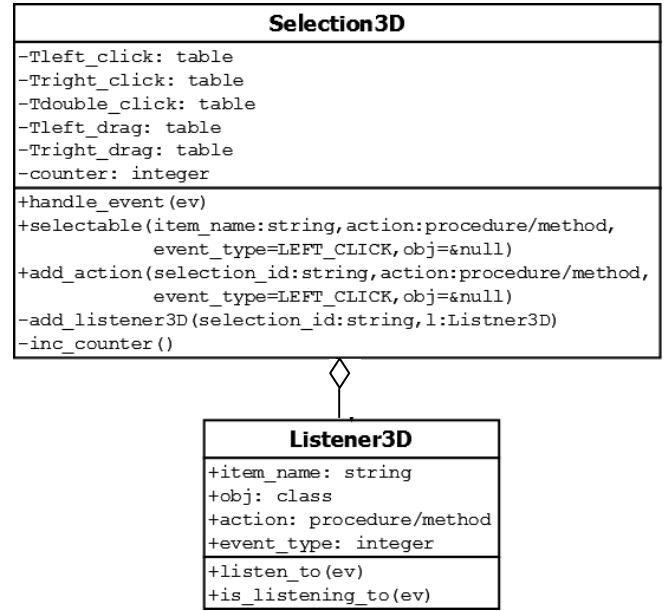 Selection3D
-Tleft_click: table
-Tright_click: table
-Tdouble_click: table
-Tleft_drag: table
-Tright_drag: table
-counter: integer
+handle_event(ev)
+selectable(item_name:string,action:procedure/method,
event_type=LEFT_CLICK,obj=&null)
+add_action(selection_id:string,action:procedure/method,
event_type=LEFT_CLICK,obj=&null)
-add_listener3D(selection_id:string,l:Listner3D)
-inc_counter()
Listener3D
+item_name: string
+obj: class
+action: procedure/method
+event_type: integer
+listen_to(ev)
+is_listening_to(ev)